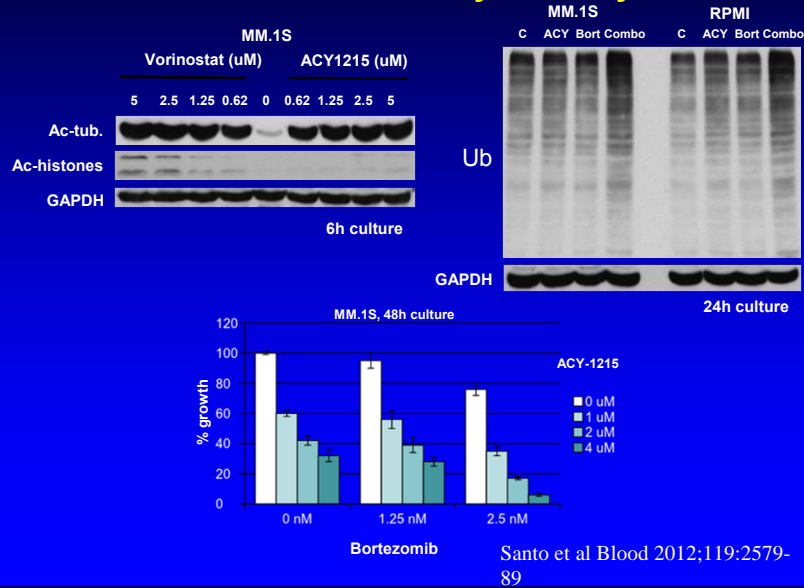 MM.1S
Vorinostat (uM) ACY1215 (uM)
5 2.5 1.25 0.62 0 0.62 1.25 2.5 5
Ac-tub.
Ac-histones
GAPDH
6h culture
MM.1S RPMI
C ACY Bort Combo C ACY Bort Combo
Ub
GAPDH
24h culture
MM.1S, 48h culture
120
100
80
60
40
20
0
% growth
0 nM 1.25 nM 2.5 nM
Bortezomib
ACY-1215
0 uM
1 uM
2 uM
4 uM
Santo et al Blood 2012;119:2579-
89